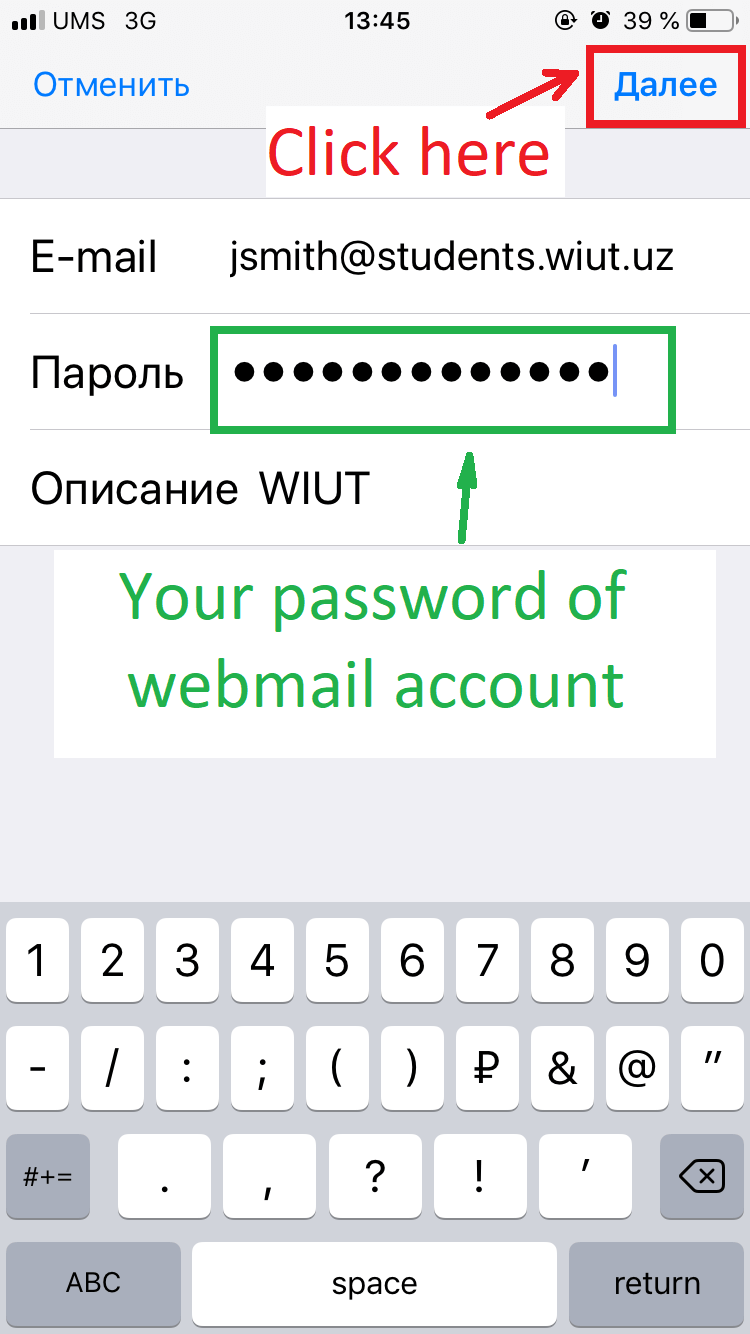 UMS 3G 13:45 39 %
Отменить Далее
Click here
E-mail jsmith@students.wiut.uz
Пароль ●●●●●●●●●●●●●
Описание WIUT
Your password of
webmail account
1 2 3 4 5 6 7 8 9 0
- / : ; ( ) ₽ & @ "
#+= . , ? ! ′
ABC space return